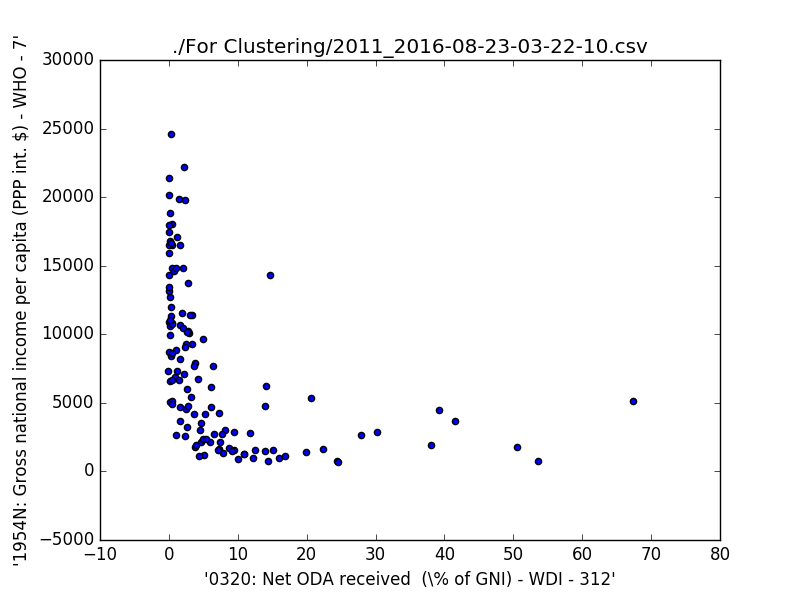 ./For Clustering/2011_2016-08-23-03-22-10.csv
'1954N: Gross national income per capita (PPP int. $) - WHO - 7'
30000
25000
20000
15000
10000
5000
0
−5000
−10 0 10 20 30 40 50 60 70 80
'0320: Net ODA received  (\% of GNI) - WDI - 312'